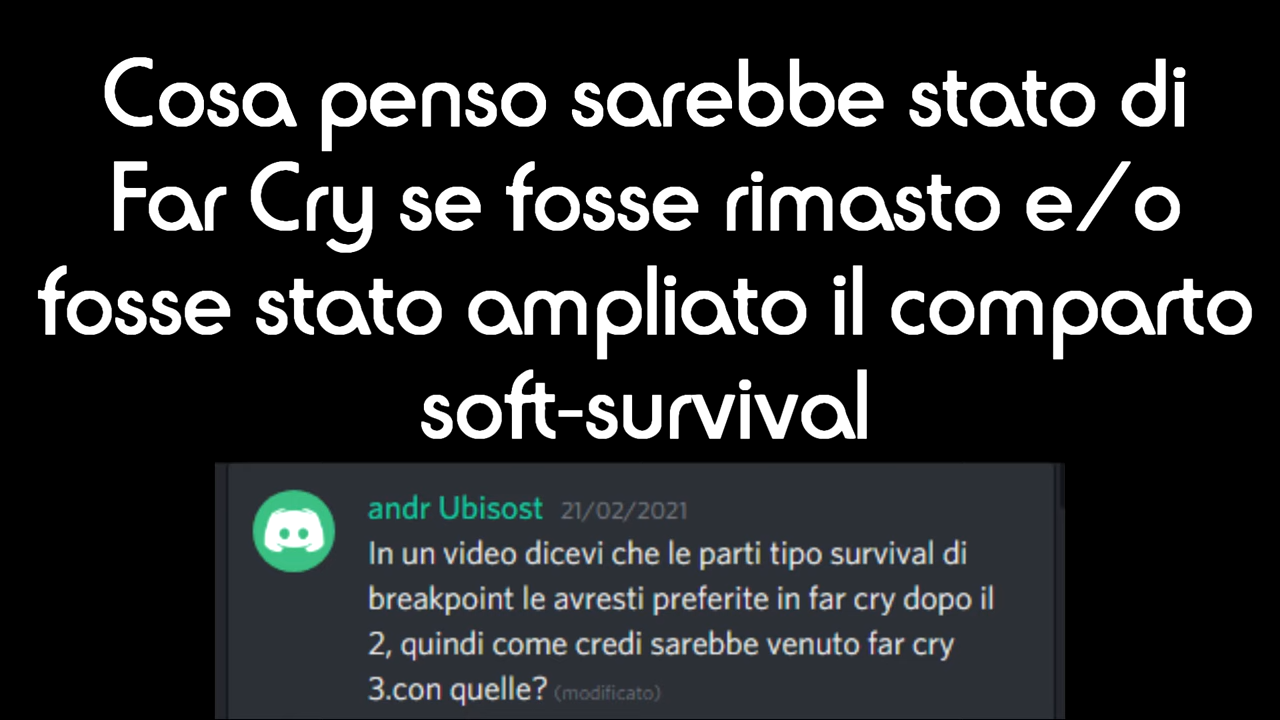 Cosa penso sarebbe stato di
Far Cry se fosse rimasto e/o
fosse stato ampliato il comparto
soft-survival
andr Ubisost 21/02/2021
In un video dicevi che le parti tipo survival di
breakpoint le avresti preferite in far cry dopo il
2, quindi come credi sarebbe venuto far cry
3.con quelle? (modificato)